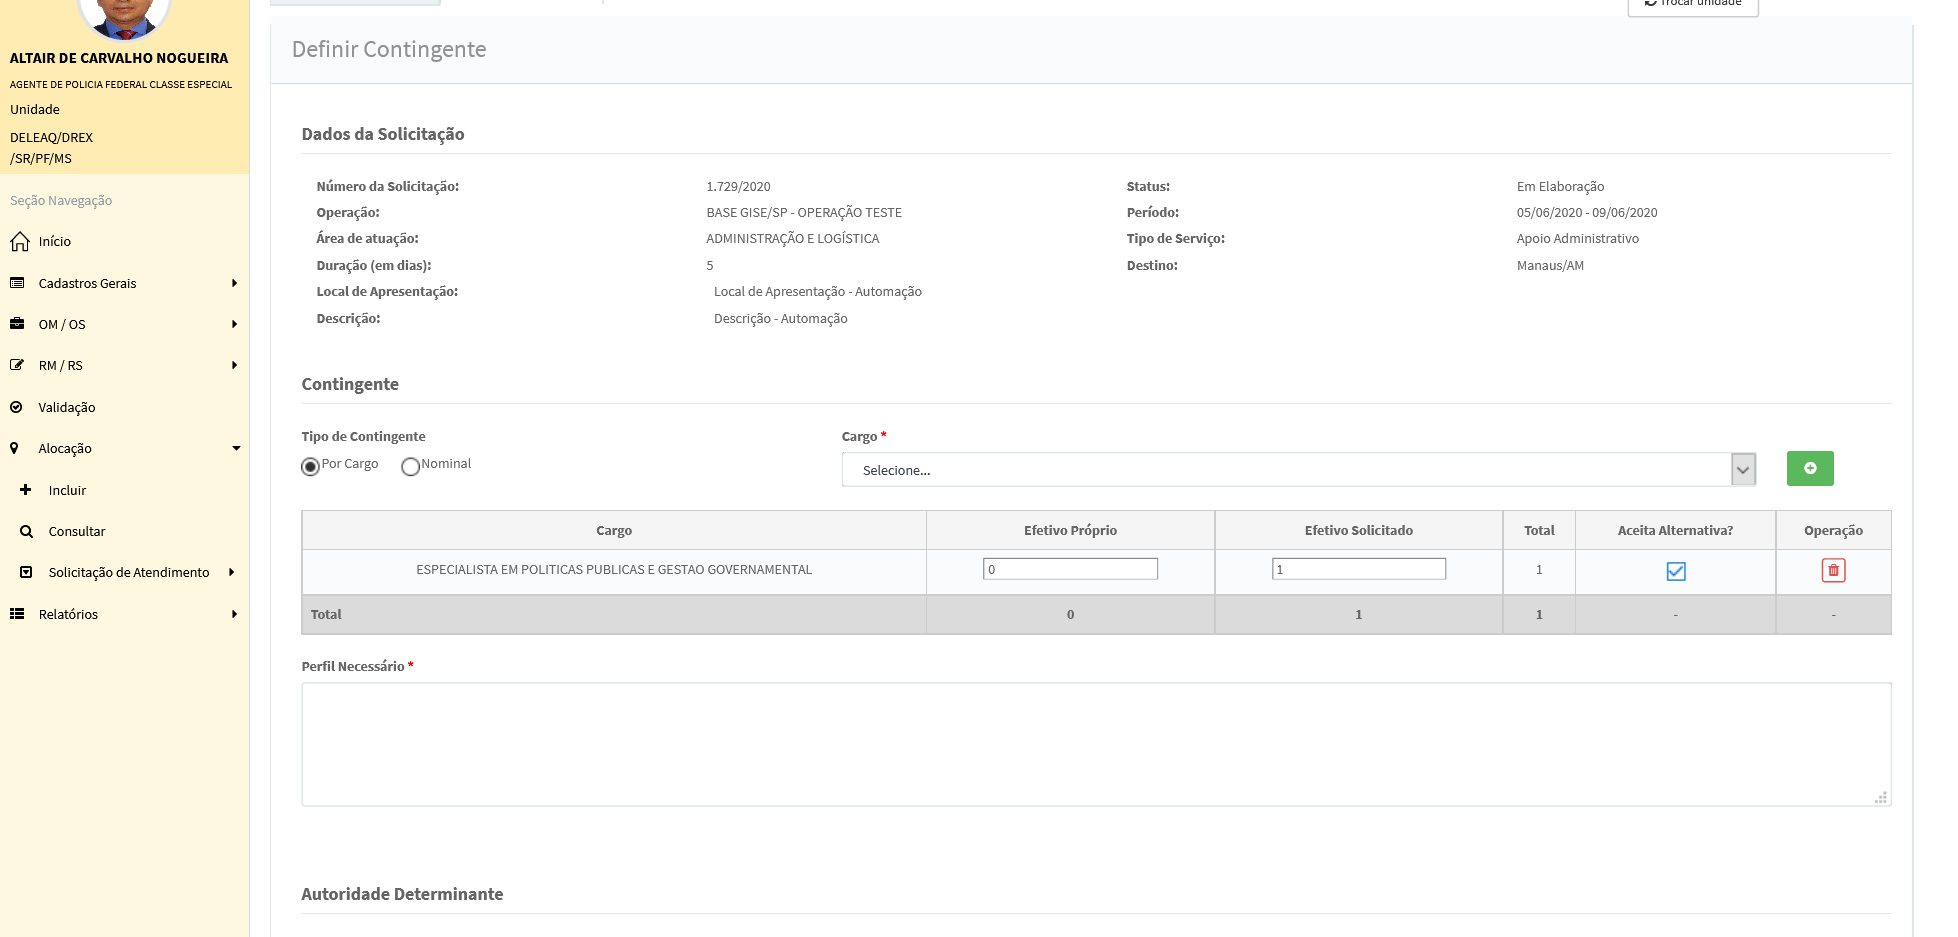 Trocar unidade
ALTAIR DE CARVALHO NOGUEIRA
AGENTE DE POLICIA FEDERAL CLASSE ESPECIAL
Unidade
DELEAQ/DREX
/SR/PF/MS
Seção Navegação
Início
Cadastros Gerais
OM / OS
RM / RS
Validação
Alocação
Incluir
Consultar
Solicitação de Atendimento
Relatórios
Definir Contingente
Dados da Solicitação
Número da Solicitação: 1.729/2020 Status: Em Elaboração
Operação: BASE GISE/SP - OPERAÇÃO TESTE Período: 05/06/2020 - 09/06/2020
Área de atuação: ADMINISTRAÇÃO E LOGÍSTICA Tipo de Serviço: Apoio Administrativo
Duração (em dias): 5 Destino: Manaus/AM
Local de Apresentação: Local de Apresentação - Automação
Descrição: Descrição - Automação
Contingente
Tipo de Contingente Cargo *
Por Cargo Nominal Selecione...
Cargo Efetivo Próprio Efetivo Solicitado Total Aceita Alternativa? Operação
ESPECIALISTA EM POLITICAS PUBLICAS E GESTAO GOVERNAMENTAL 0 1 1
Total 0 1 1 - -
Perfil Necessário *
Autoridade Determinante